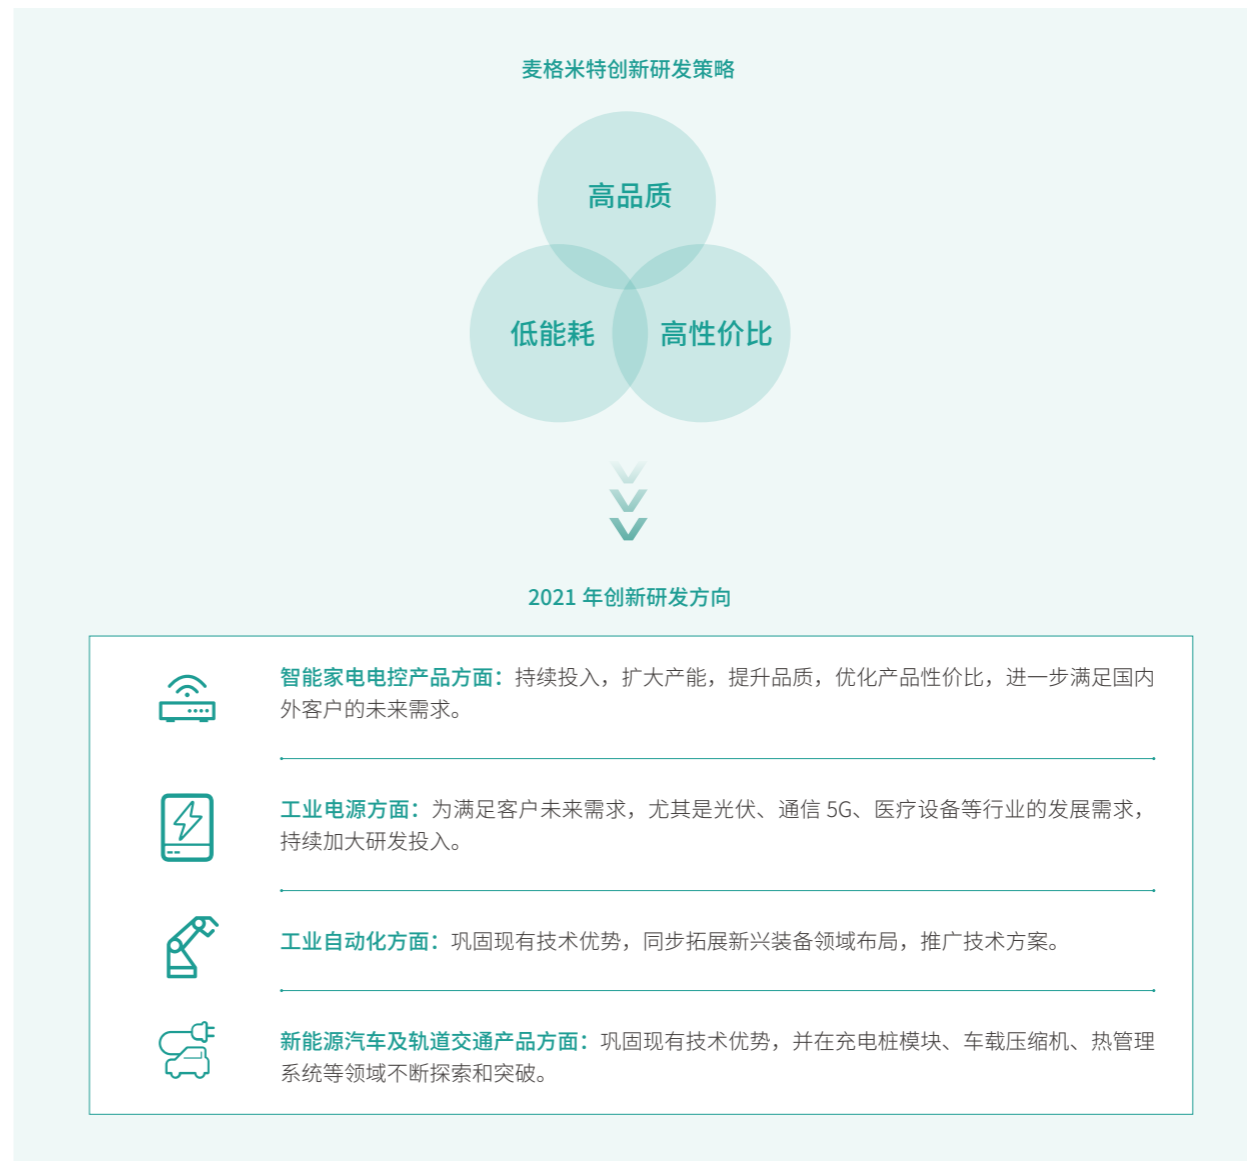 麦格米特创新研发策略
高品质
低能耗
高性价比
2021 年创新研发方向
智能家电电控产品方面：持续投入，扩大产能，提升品质，优化产品性价比，进一步满足国内
外客户的未来需求。
工业电源方面：为满足客户未来需求，尤其是光伏、通信 5G、医疗设备等行业的发展需求，
持续加大研发投入。
工业自动化方面：巩固现有技术优势，同步拓展新兴装备领域布局，推广技术方案。
新能源汽车及轨道交通产品方面：巩固现有技术优势，并在充电桩模块、车载压缩机、热管理
系统等领域不断探索和突破。